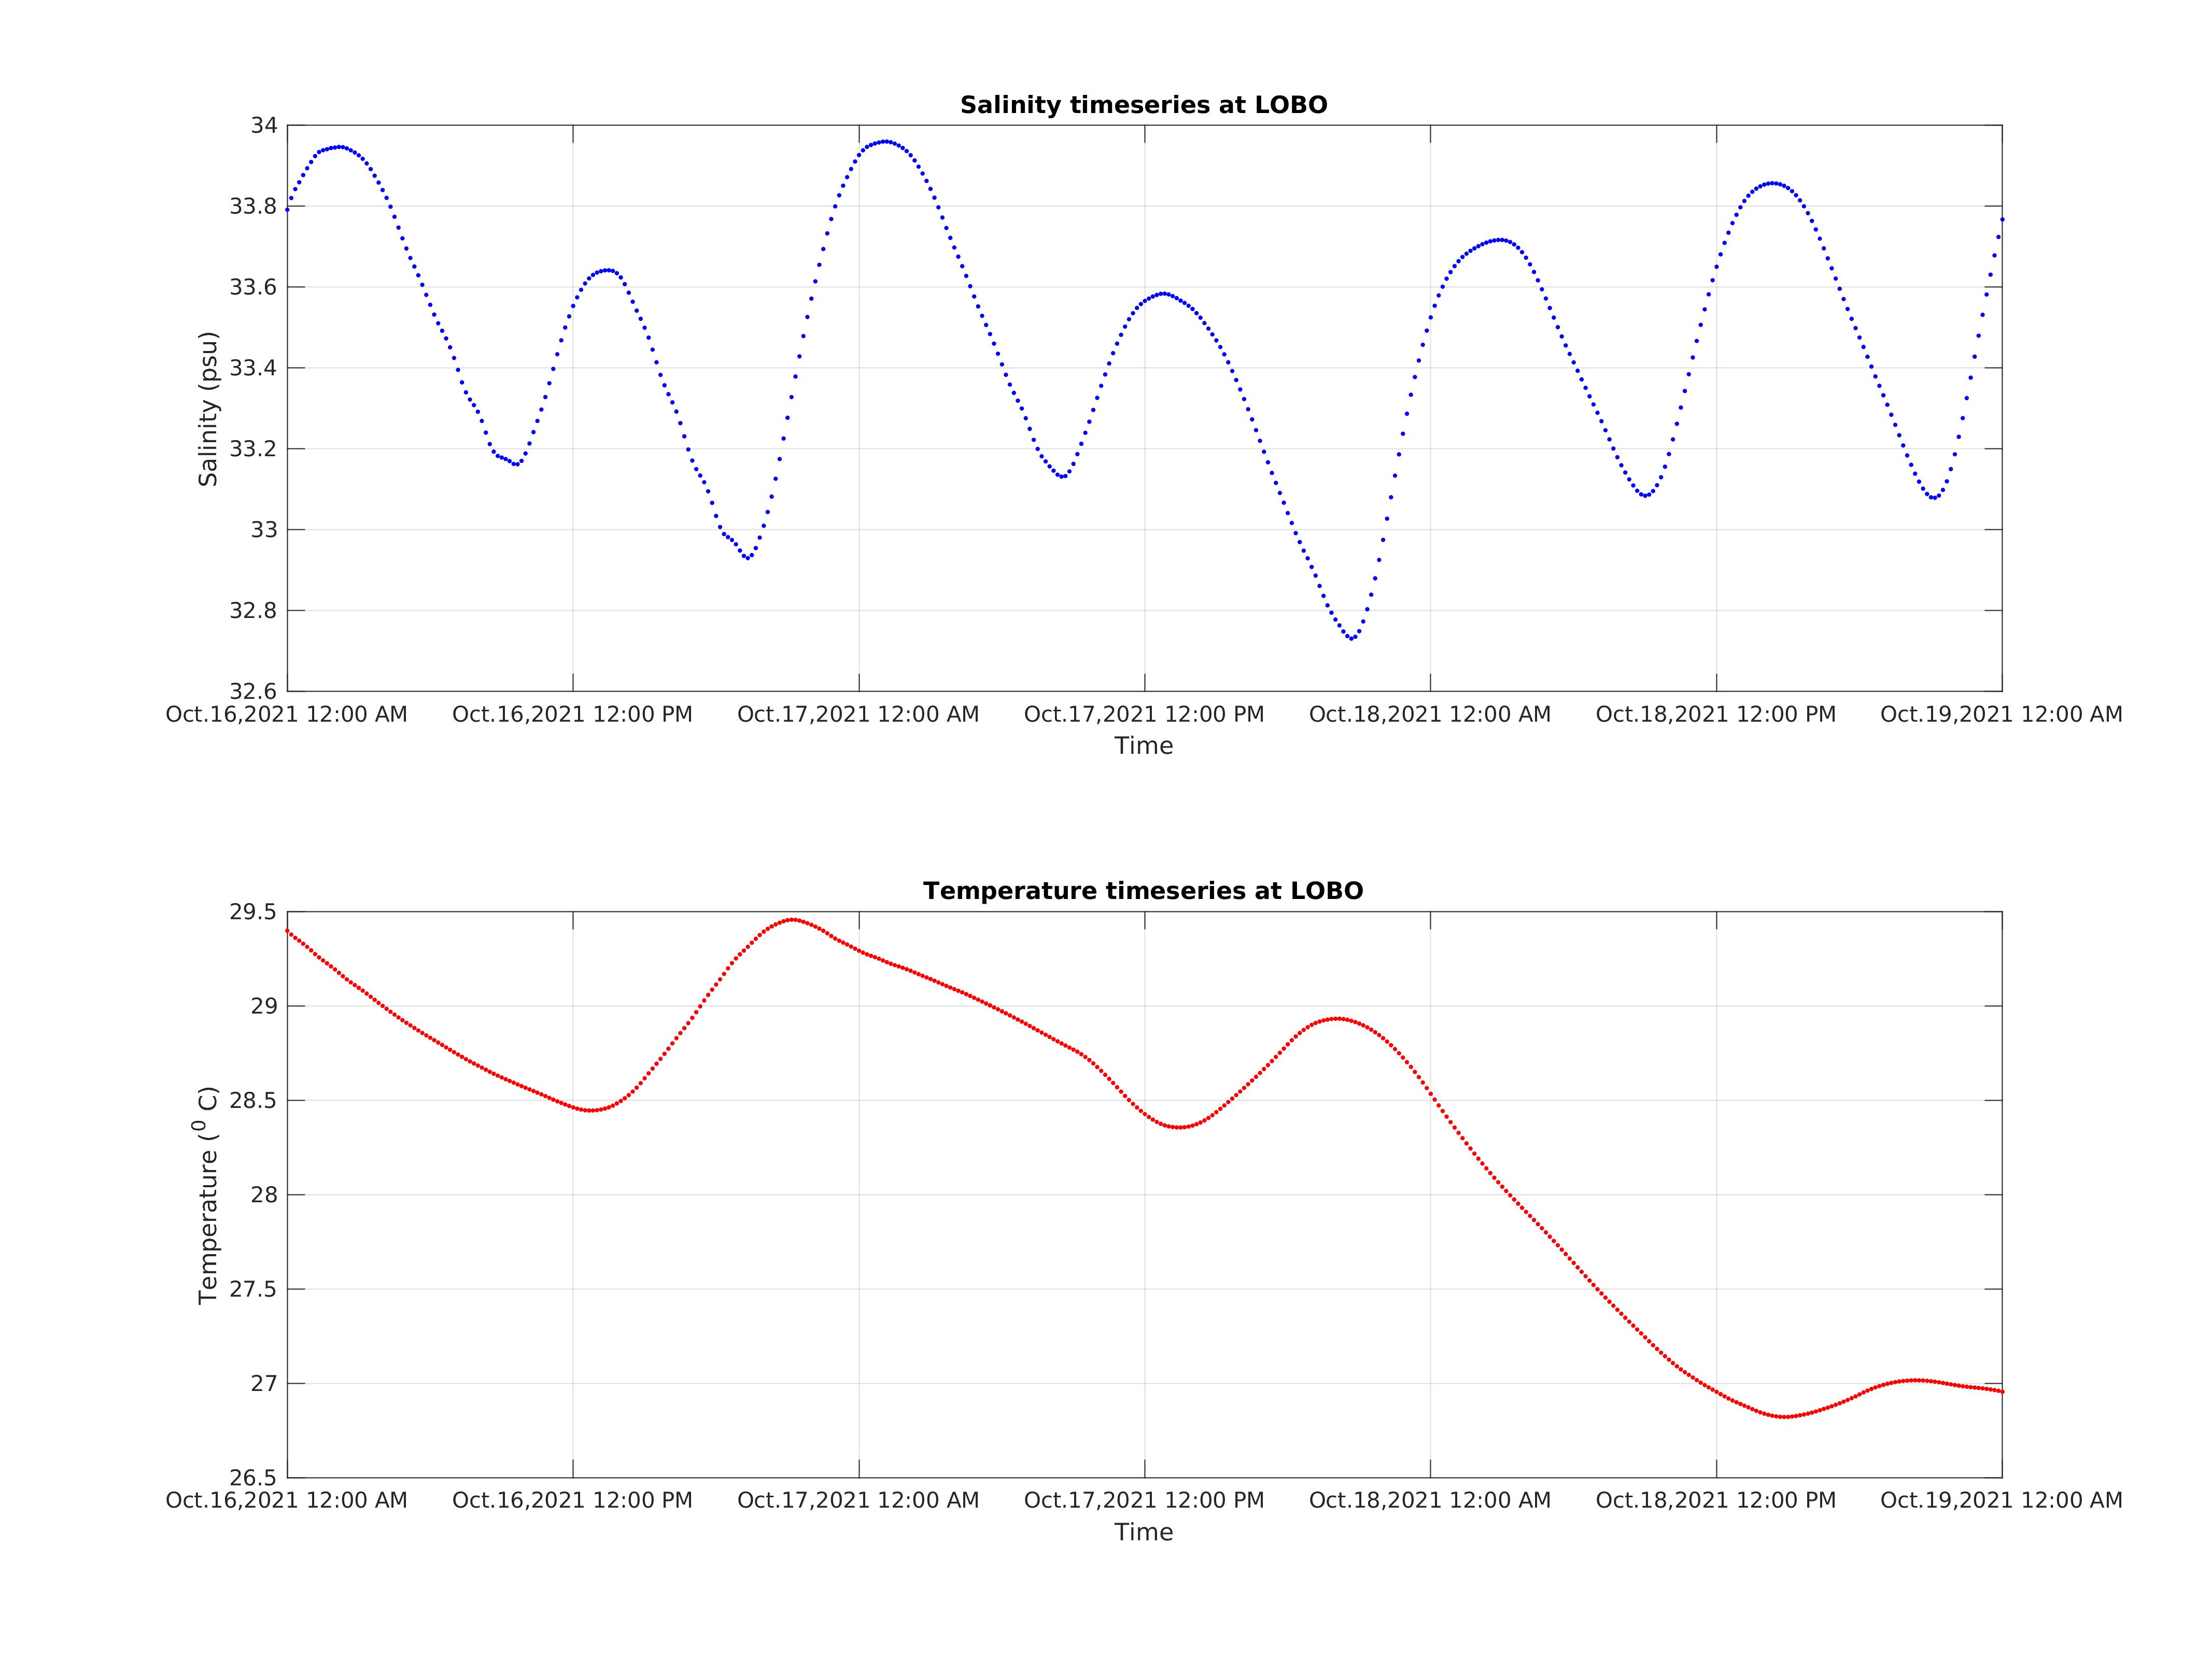 Salinity timeseries at LOBO
34
33.8
33.6
33.4
33.2
33
32.8
32.6
Salinity (psu)
Oct.16,2021 12:00 AM Oct.16,2021 12:00 PM Oct.17,2021 12:00 AM Oct.17,2021 12:00 PM Oct.18,2021 12:00 AM Oct.18,2021 12:00 PM Oct.19,2021 12:00 AM
Time
Temperature timeseries at LOBO
29.5
29
28.5
28
27.5
27
26.5
Temperature (⁰ C)
Oct.16,2021 12:00 AM Oct.16,2021 12:00 PM Oct.17,2021 12:00 AM Oct.17,2021 12:00 PM Oct.18,2021 12:00 AM Oct.18,2021 12:00 PM Oct.19,2021 12:00 AM
Time